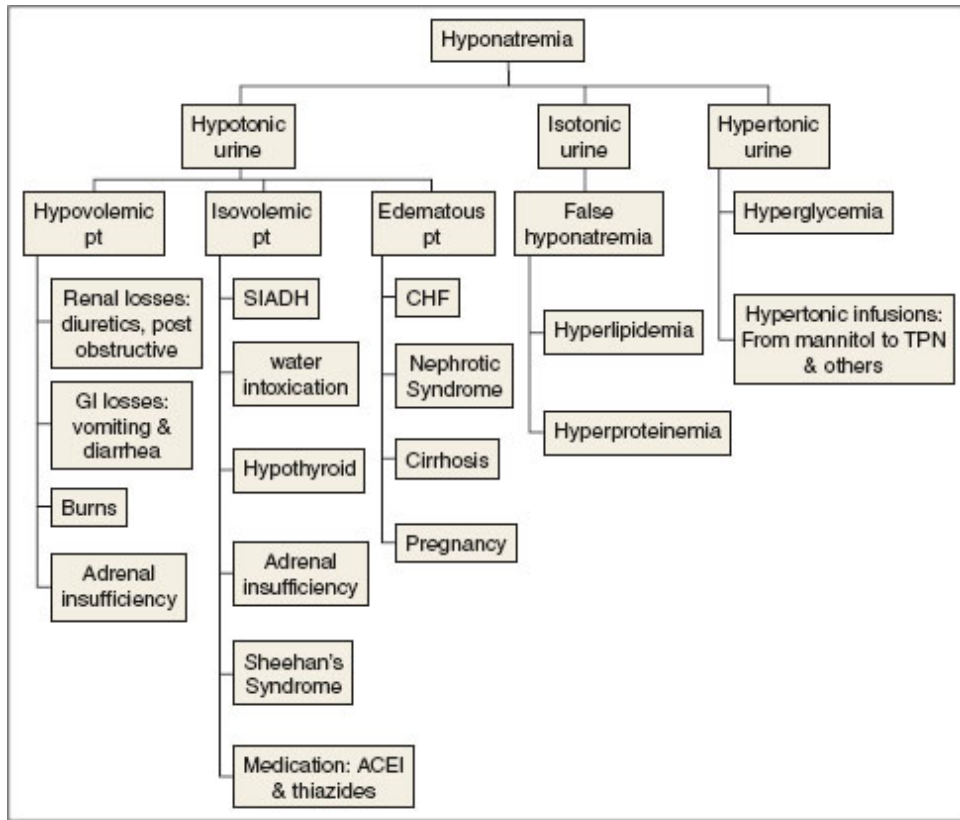 Hyponatremia
Hypotonic
urine
Isotonic
urine
Hypertonic
urine
Hypovolemic
pt
Isovolemic
pt
Edematous
pt
False
hyponatremia
Hyperglycemia
Renal losses:
diuretics, post
obstructive
SIADH
CHF
Hyperlipidemia
Hypertonic infusions:
From mannitol to TPN
& others
GI losses:
vomiting &
diarrhea
water
intoxication
Nephrotic
Syndrome
Hyperproteinemia
Burns
Hypothyroid
Cirrhosis
Adrenal
insufficiency
Adrenal
insufficiency
Pregnancy
Sheehan's
Syndrome
Medication: ACEI
& thiazides